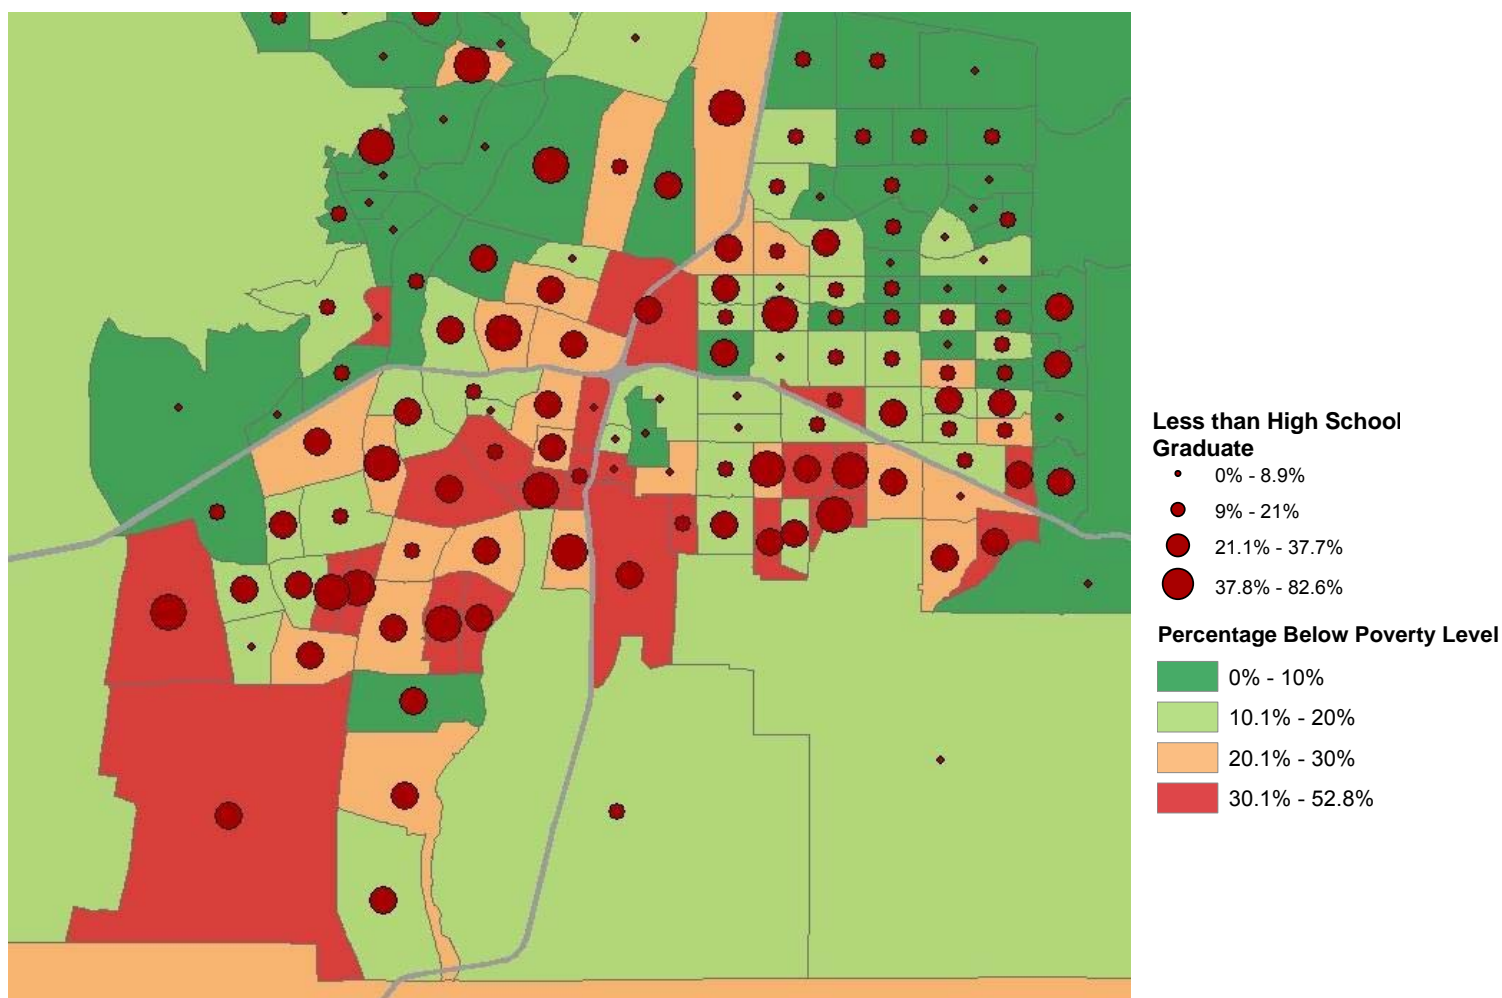 Less than High School
Graduate
0% - 8.9%
9% - 21%
21.1% - 37.7%
37.8% - 82.6%
Percentage Below Poverty Level
0% - 10%
10.1% - 20%
20.1% - 30%
30.1% - 52.8%